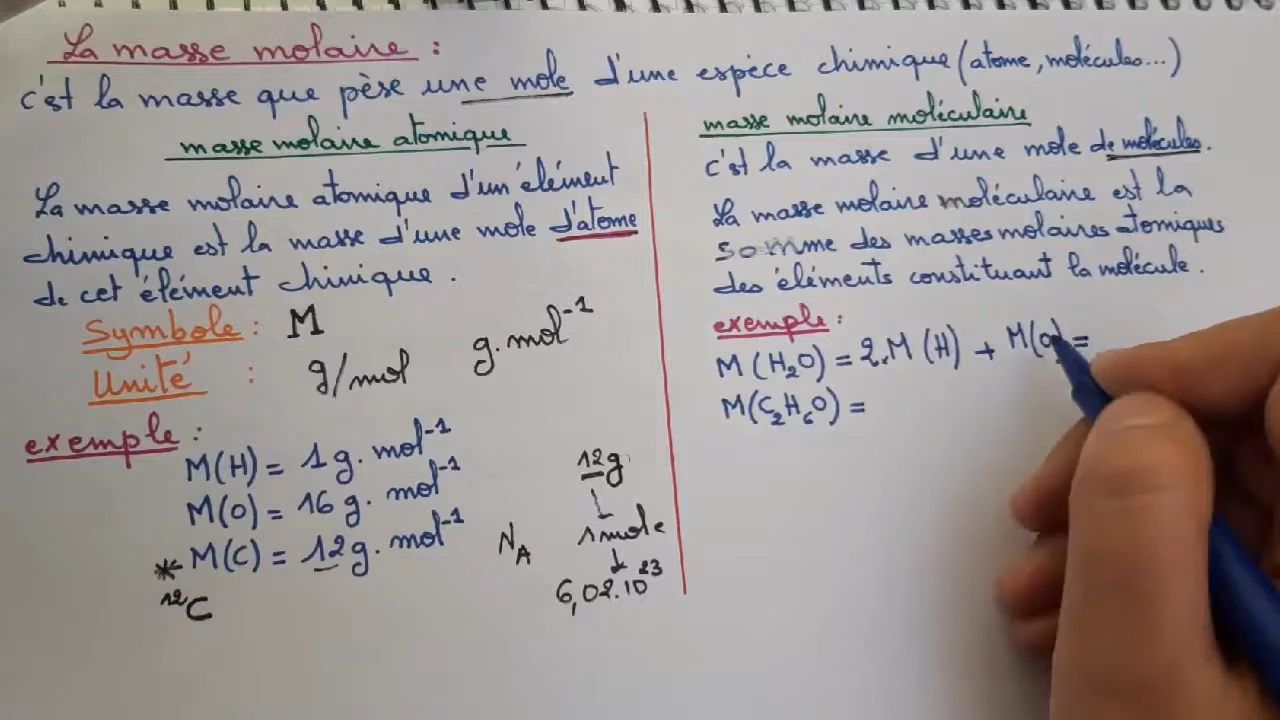 La masse molaire :
c'est la masse que pèse une mole d'une espèce chimique (atome, molécules...)
masse molaire atomique
La masse molaire atomique d'un élément
chimique est la masse d'une mole d'atome
de cet élément chimique.
Symbole : M
Unité : g/mol g.mol⁻¹
exemple :
M(H) = 1 g. mol⁻¹
M(O) = 16 g. mol⁻¹
* M(C) = 12 g. mol⁻¹
¹²C
N_A
12g
1 mole
6,02.10²³
masse molaire moléculaire
c'est la masse d'une mole de molécules.
La masse molaire moléculaire est la
somme des masses molaires atomiques
des éléments constituant la molécule.
exemple :
M(H₂O) = 2.M(H) + M(O) =
M(C₂H₆O) =